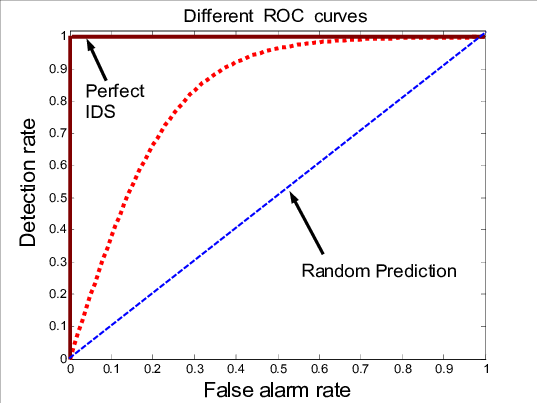 Different ROC curves
1
0.9
0.8
0.7
0.6
0.5
0.4
0.3
0.2
0.1
0
Detection rate
Perfect
IDS
Random Prediction
0 0.1 0.2 0.3 0.4 0.5 0.6 0.7 0.8 0.9 1
False alarm rate